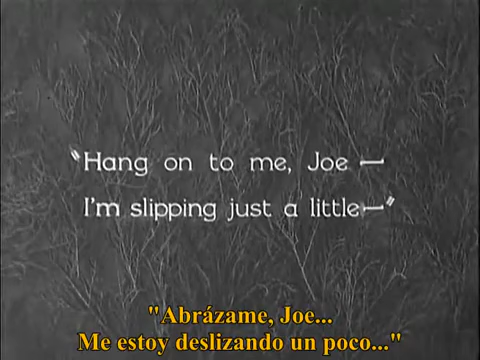 "Hang on to me, Joe —
I'm slipping just a little—"
"Abrázame, Joe...
Me estoy deslizando un poco..."